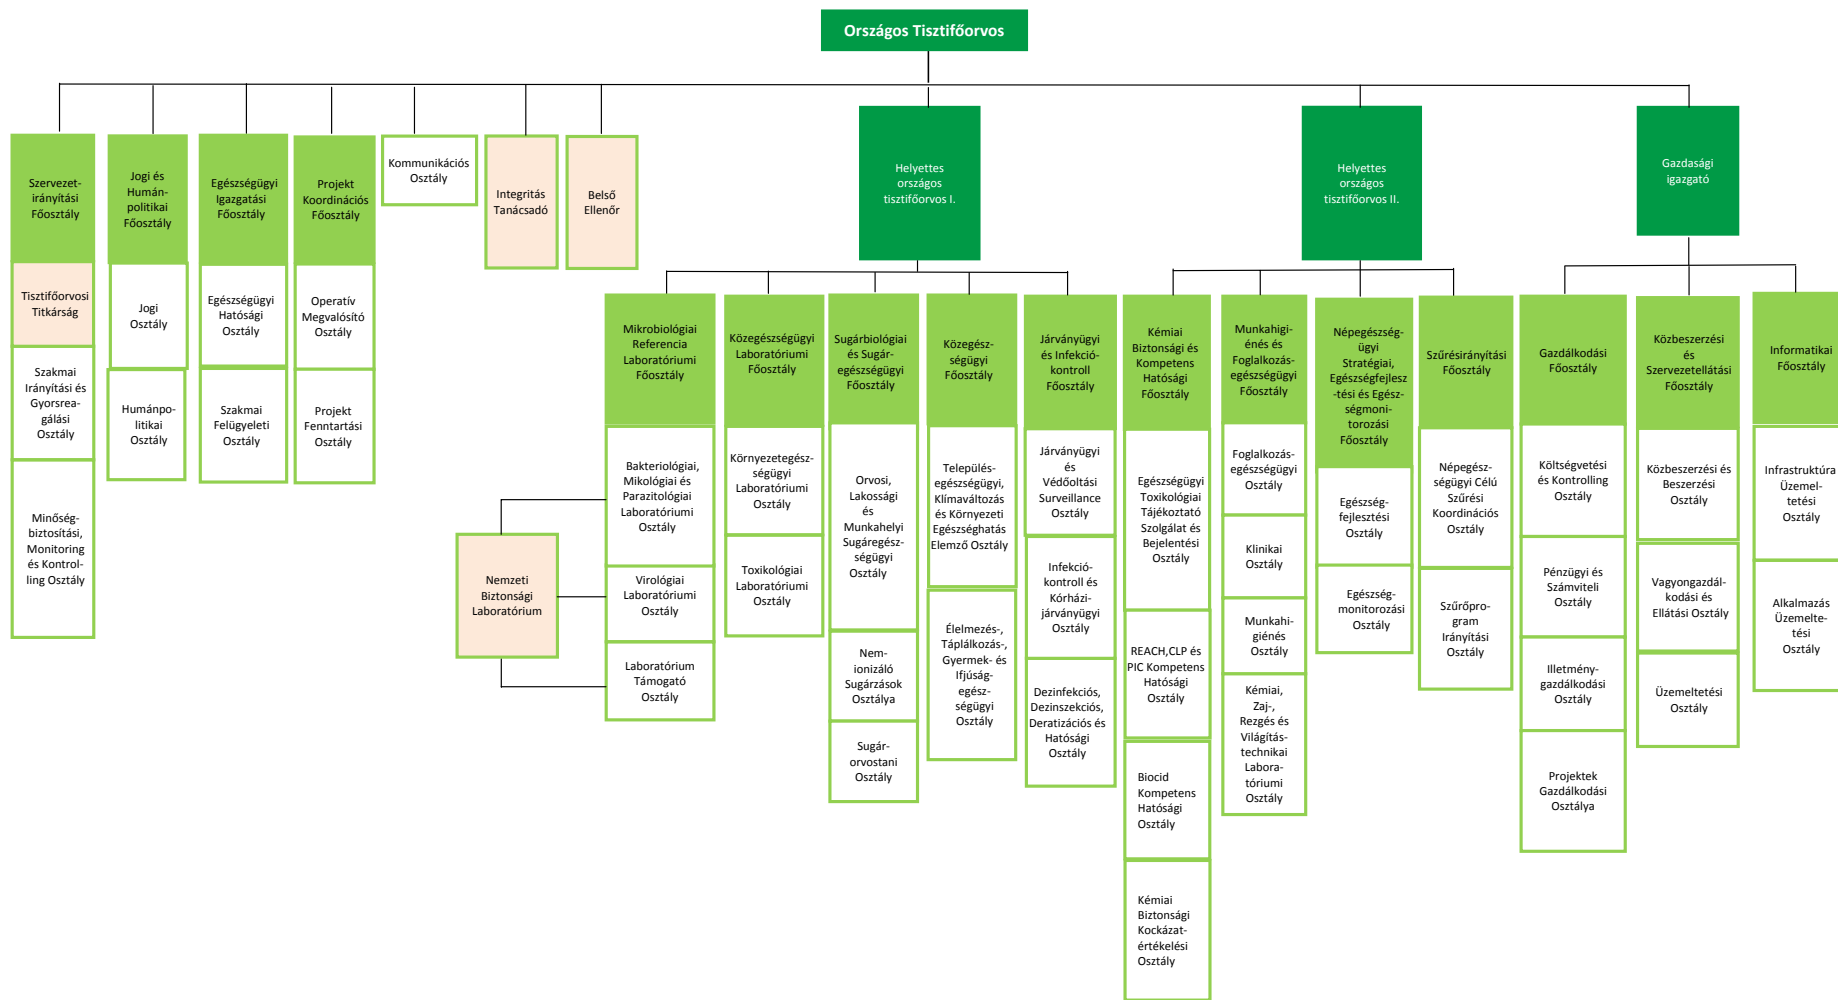 Országos Tisztifőorvos
Szervezet-
irányítási
Főosztály
Tisztifőorvosi
Titkárság
Szakmai
Irányítási és
Gyorsrea-
gálási
Osztály
Minőség-
biztosítási,
Monitoring
és Kontrol-
ling Osztály
Jogi és
Humán-
politikai
Főosztály
Jogi
Osztály
Humánpo-
litikai
Osztály
Egészségügyi
Igazgatási
Főosztály
Egészségügyi
Hatósági
Osztály
Szakmai
Felügyeleti
Osztály
Projekt
Koordinációs
Főosztály
Operatív
Megvalósító
Osztály
Projekt
Fenntartási
Osztály
Kommunikációs
Osztály
Integritás
Tanácsadó
Belső
Ellenőr
Helyettes
országos
tisztifőorvos I.
Mikrobiológiai
Referencia
Laboratóriumi
Főosztály
Bakteriológiai,
Mikológiai és
Parazitológiai
Laboratóriumi
Osztály
Virológiai
Laboratóriumi
Osztály
Laboratórium
Támogató
Osztály
Nemzeti
Biztonsági
Laboratórium
Közegészségügyi
Laboratóriumi
Főosztály
Környezetegész-
ségügyi
Laboratóriumi
Osztály
Toxikológiai
Laboratóriumi
Osztály
Sugárbiológiai
és Sugár-
egészségügyi
Főosztály
Orvosi,
Lakossági
és
Munkahelyi
Sugáregész-
ségügyi
Osztály
Nem-
ionizáló
Sugárzások
Osztálya
Sugár-
orvostani
Osztály
Közegész-
ségügyi
Főosztály
Település-
egészségügyi,
Klímaváltozás
és Környezeti
Egészséghatás
Elemző Osztály
Élelmezés-,
Táplálkozás-,
Gyermek- és
Ifjúság-
egész-
ségügyi
Osztály
Járványügyi
és Infekció-
kontroll
Főosztály
Járványügyi
és
Védőoltási
Surveillance
Osztály
Infekció-
kontroll és
Kórházi-
járványügyi
Osztály
Dezinfekciós,
Dezinszekciós,
Deratizációs és
Hatósági
Osztály
Helyettes
országos
tisztifőorvos II.
Kémiai
Biztonsági és
Kompetens
Hatósági
Főosztály
Egészségügyi
Toxikológiai
Tájékoztató
Szolgálat és
Bejelentési
Osztály
REACH,CLP és
PIC Kompetens
Hatósági
Osztály
Biocid
Kompetens
Hatósági
Osztály
Kémiai
Biztonsági
Kockázat-
értékelési
Osztály
Munkahigi-
énés és
Foglalkozás-
egészségügyi
Főosztály
Foglalkozás-
egészségügyi
Osztály
Klinikai
Osztály
Munkahi-
giénés
Osztály
Kémiai,
Zaj-,
Rezgés és
Világítás-
technikai
Labora-
tóriumi
Osztály
Népegészség-
ügyi
Stratégiai,
Egészségfejlesz
-tési és Egész-
ségmoni-
torozási
Főosztály
Egészség-
fejlesztési
Osztály
Egészség-
monitorozási
Osztály
Szűrésirányítási
Főosztály
Népegész-
ségügyi Célú
Szűrési
Koordinációs
Osztály
Szűrőpro-
gram
Irányítási
Osztály
Gazdasági
igazgató
Gazdálkodási
Főosztály
Költségvetési
és Kontrolling
Osztály
Pénzügyi és
Számviteli
Osztály
Illetmény-
gazdálkodási
Osztály
Projektek
Gazdálkodási
Osztálya
Közbeszerzési
és
Szervezetellátási
Főosztály
Közbeszerzési és
Beszerzési
Osztály
Vagyongazdál-
kodási és
Ellátási Osztály
Üzemeltetési
Osztály
Informatikai
Főosztály
Infrastruktúra
Üzemel-
tetési
Osztály
Alkalmazás
Üzemelte-
tési
Osztály